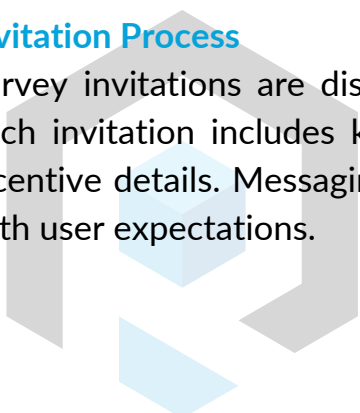 vitation Process
rvey invitations are dis
ch invitation includes k
centive details. Messagin
th user expectations.